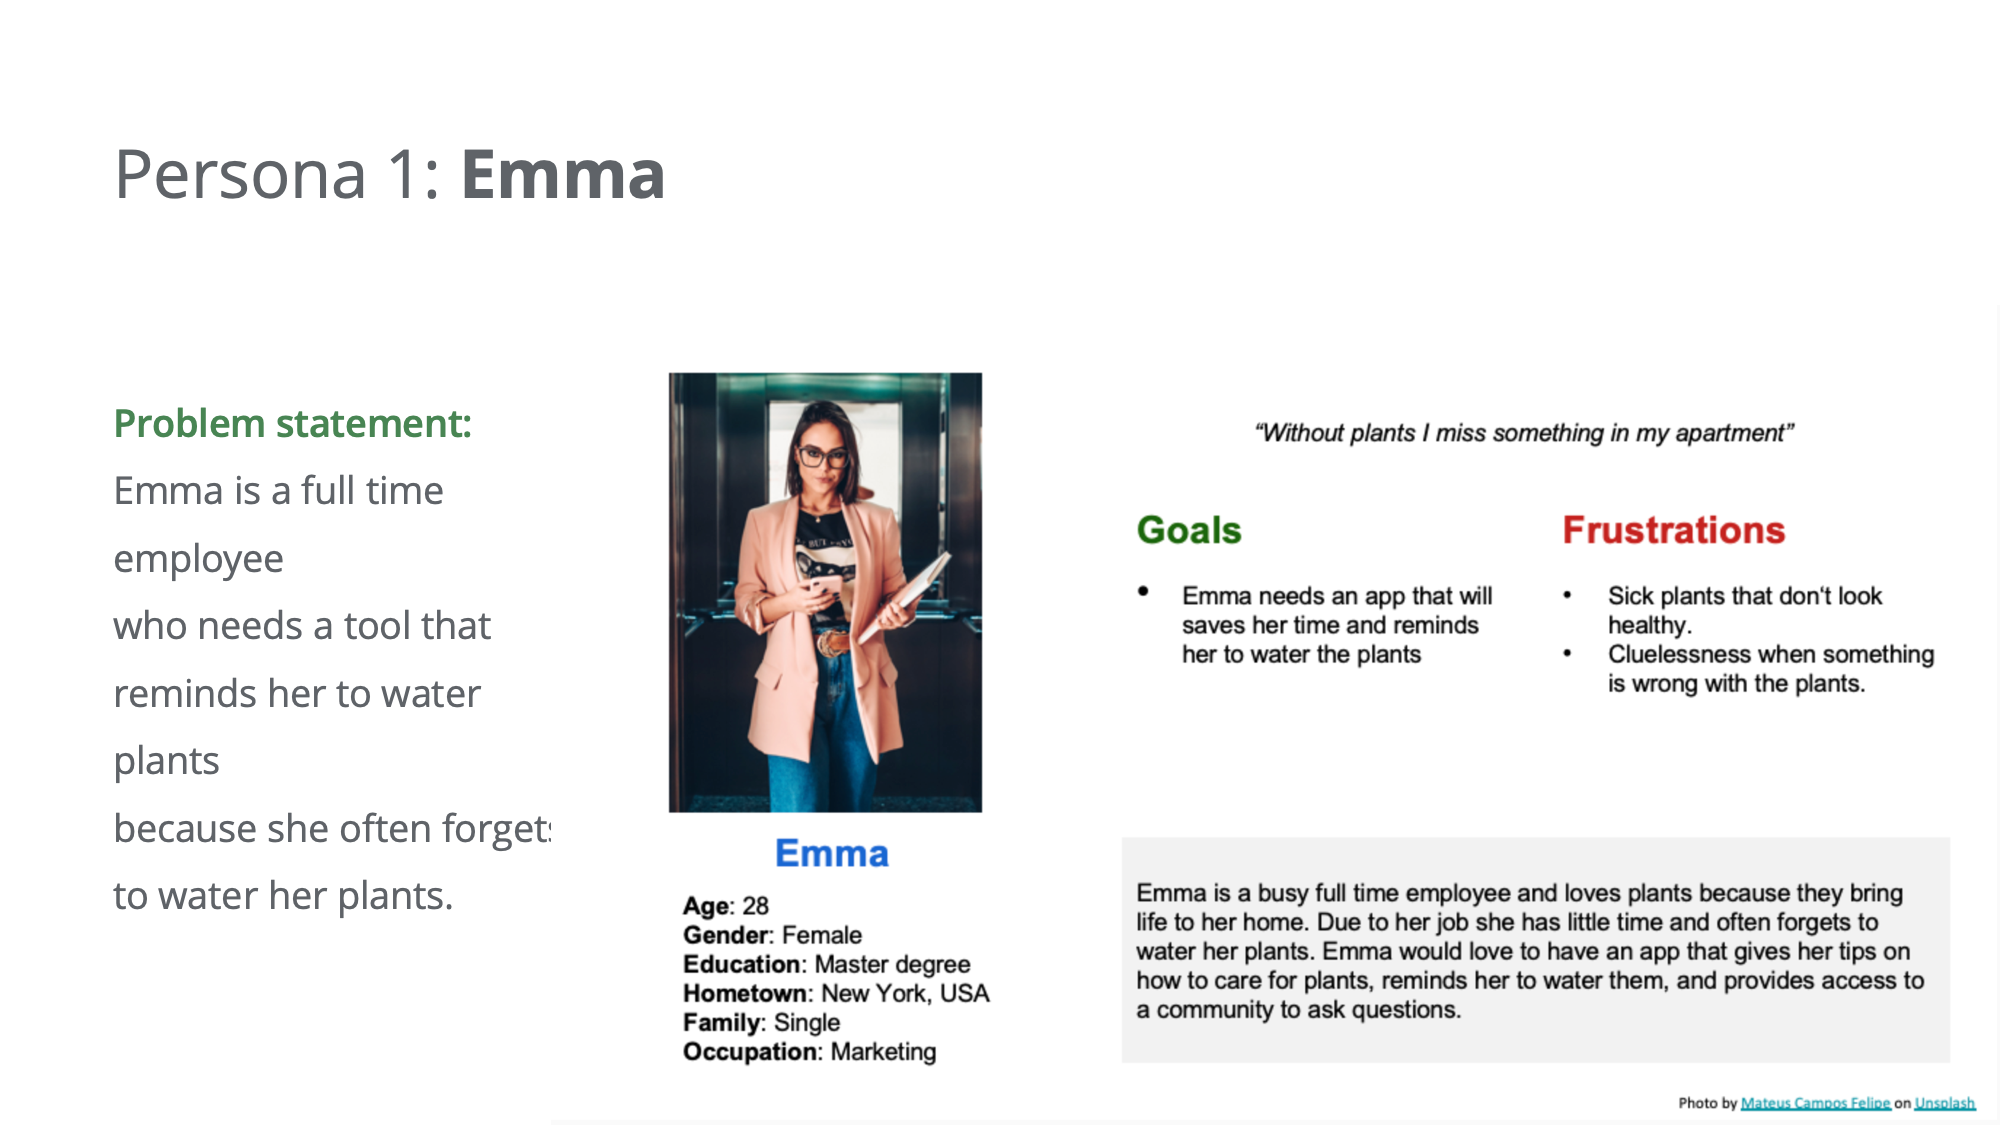 Persona 1: Emma
Problem statement:
Emma is a full time
employee
who needs a tool that
reminds her to water
plants
because she often forgets
to water her plants.
Emma
Age: 28
Gender: Female
Education: Master degree
Hometown: New York, USA
Family: Single
Occupation: Marketing
“Without plants I miss something in my apartment”
Goals
• Emma needs an app that will
saves her time and reminds
her to water the plants
Frustrations
• Sick plants that don‘t look
healthy.
• Cluelessness when something
is wrong with the plants.
Emma is a busy full time employee and loves plants because they bring
life to her home. Due to her job she has little time and often forgets to
water her plants. Emma would love to have an app that gives her tips on
how to care for plants, reminds her to water them, and provides access to
a community to ask questions.
Photo by Mateus Campos Felipe on Unsplash